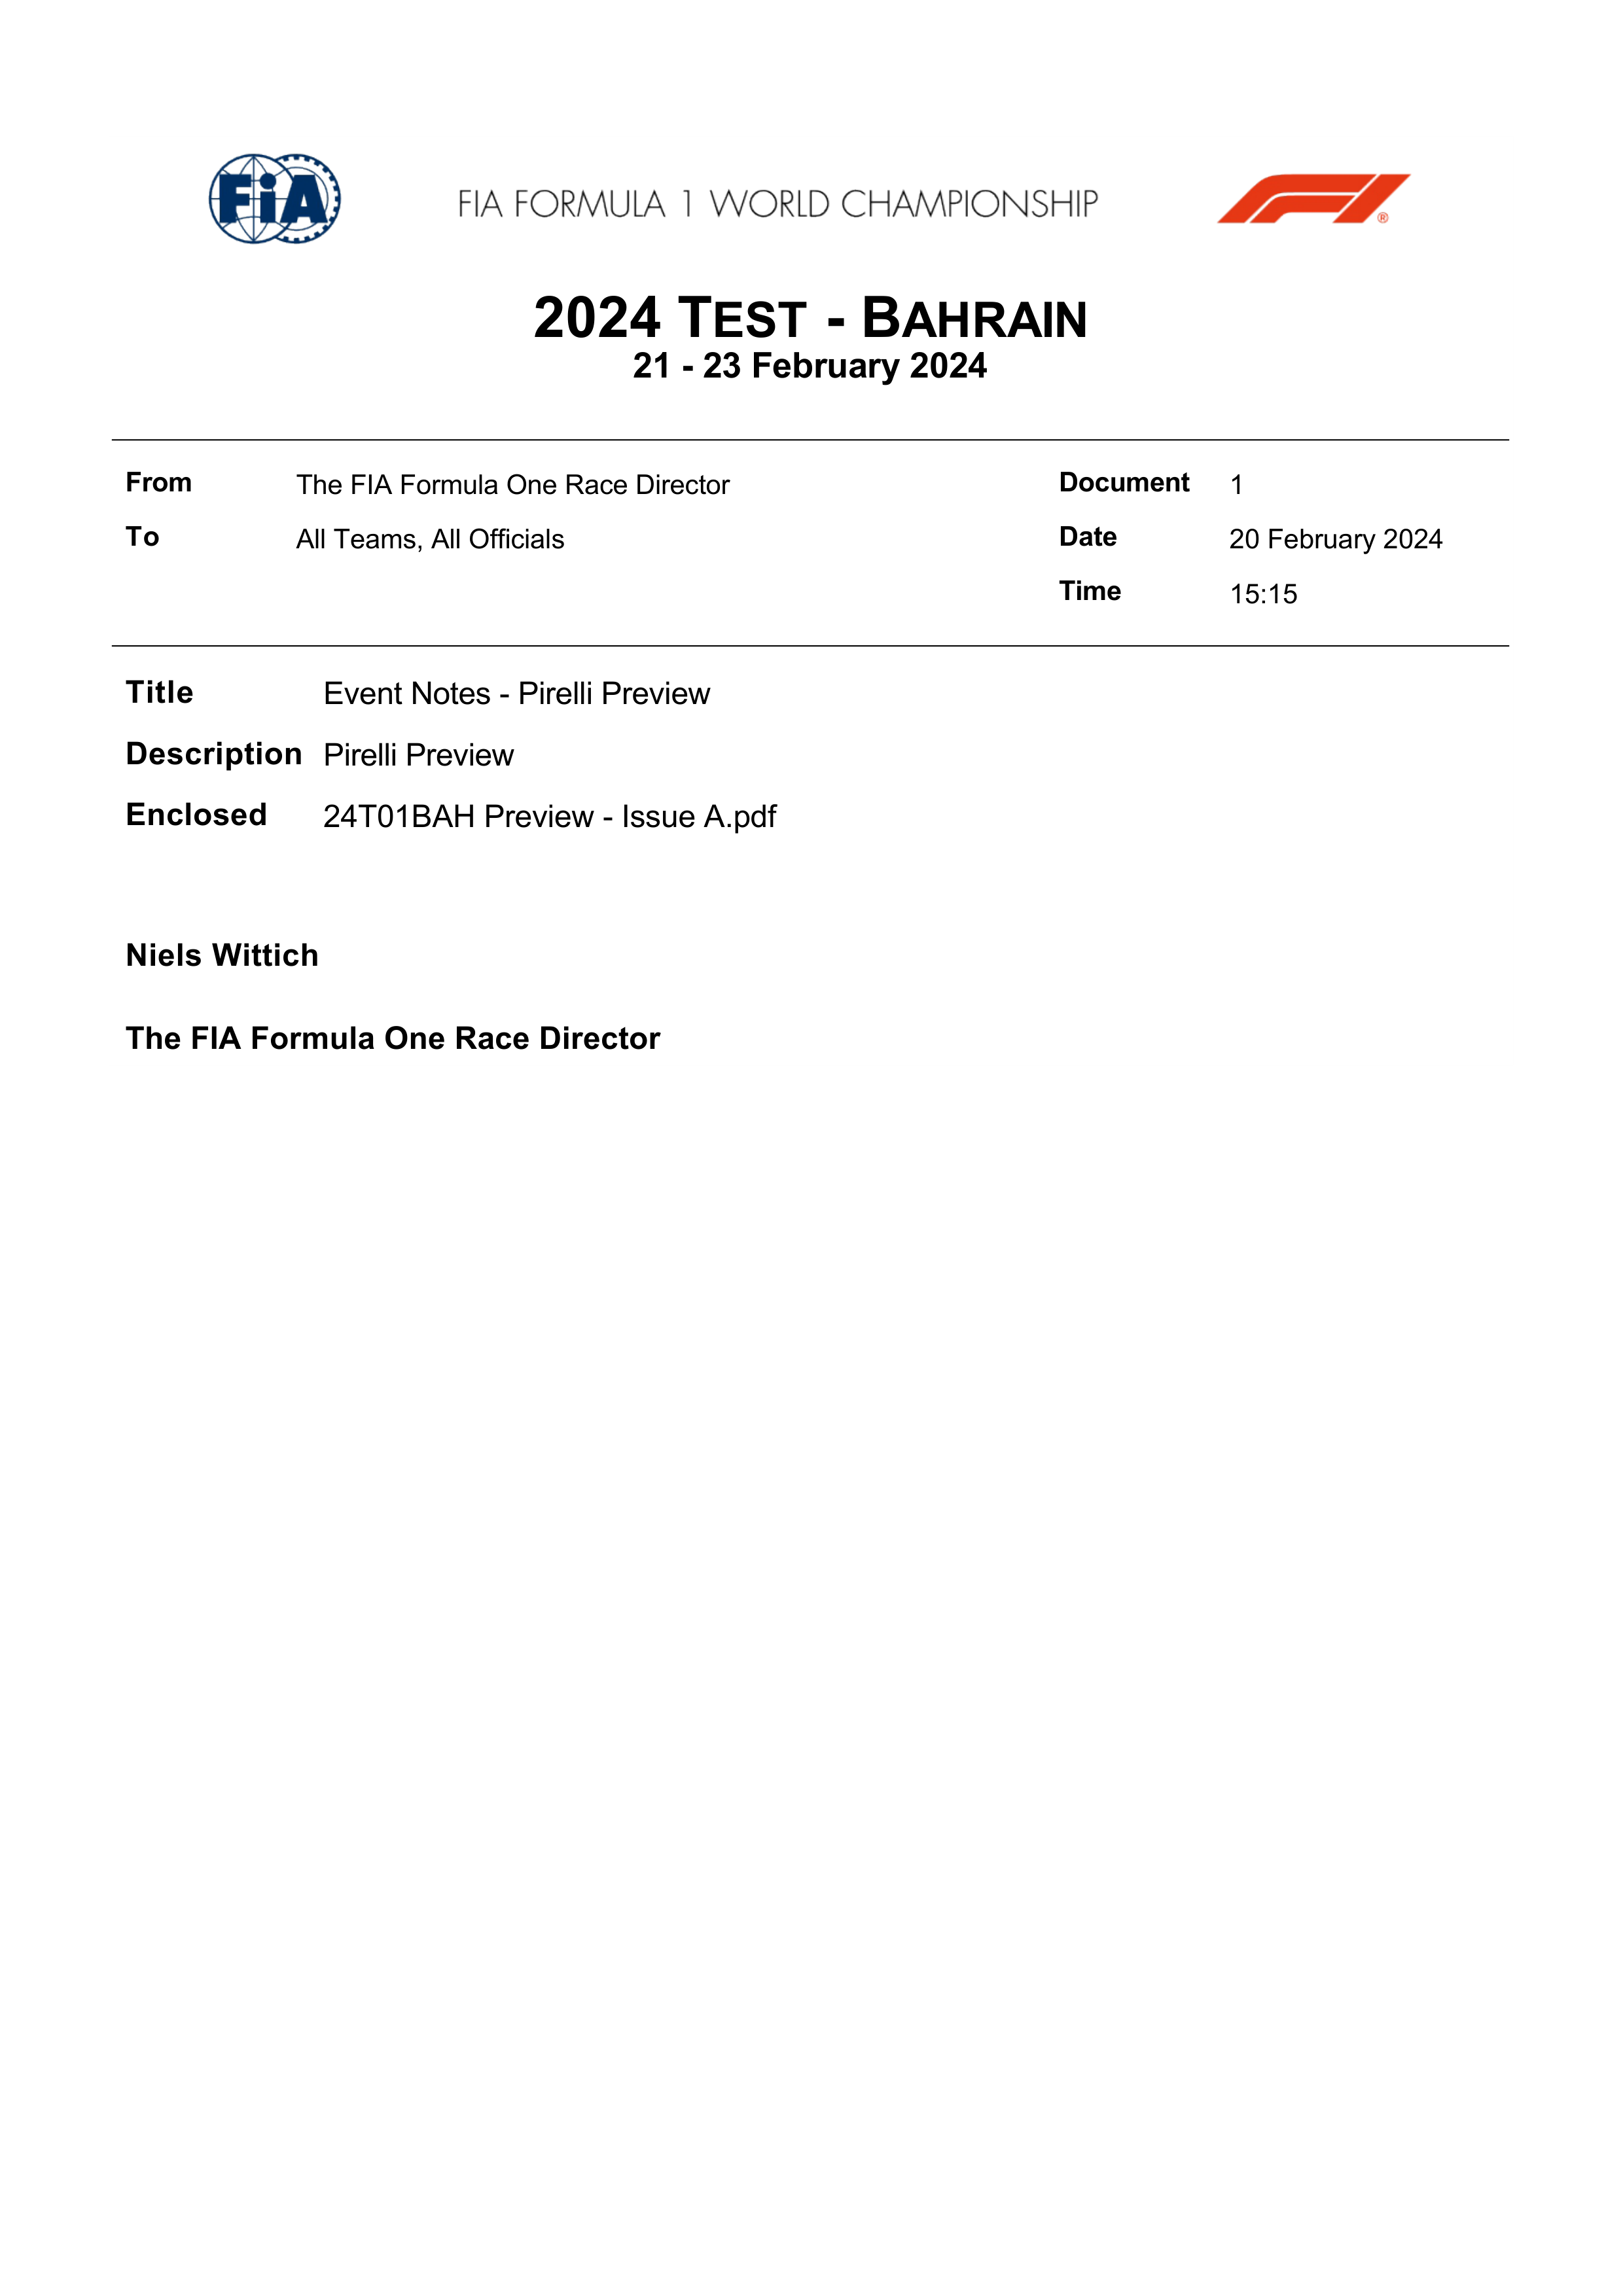 FiA
FIA FORMULA 1 WORLD CHAMPIONSHIP
F1®
2024 TEST - BAHRAIN
21 - 23 February 2024
From The FIA Formula One Race Director Document 1
To All Teams, All Officials Date 20 February 2024
Time 15:15
Title Event Notes - Pirelli Preview
Description Pirelli Preview
Enclosed 24T01BAH Preview - Issue A.pdf
Niels Wittich
The FIA Formula One Race Director